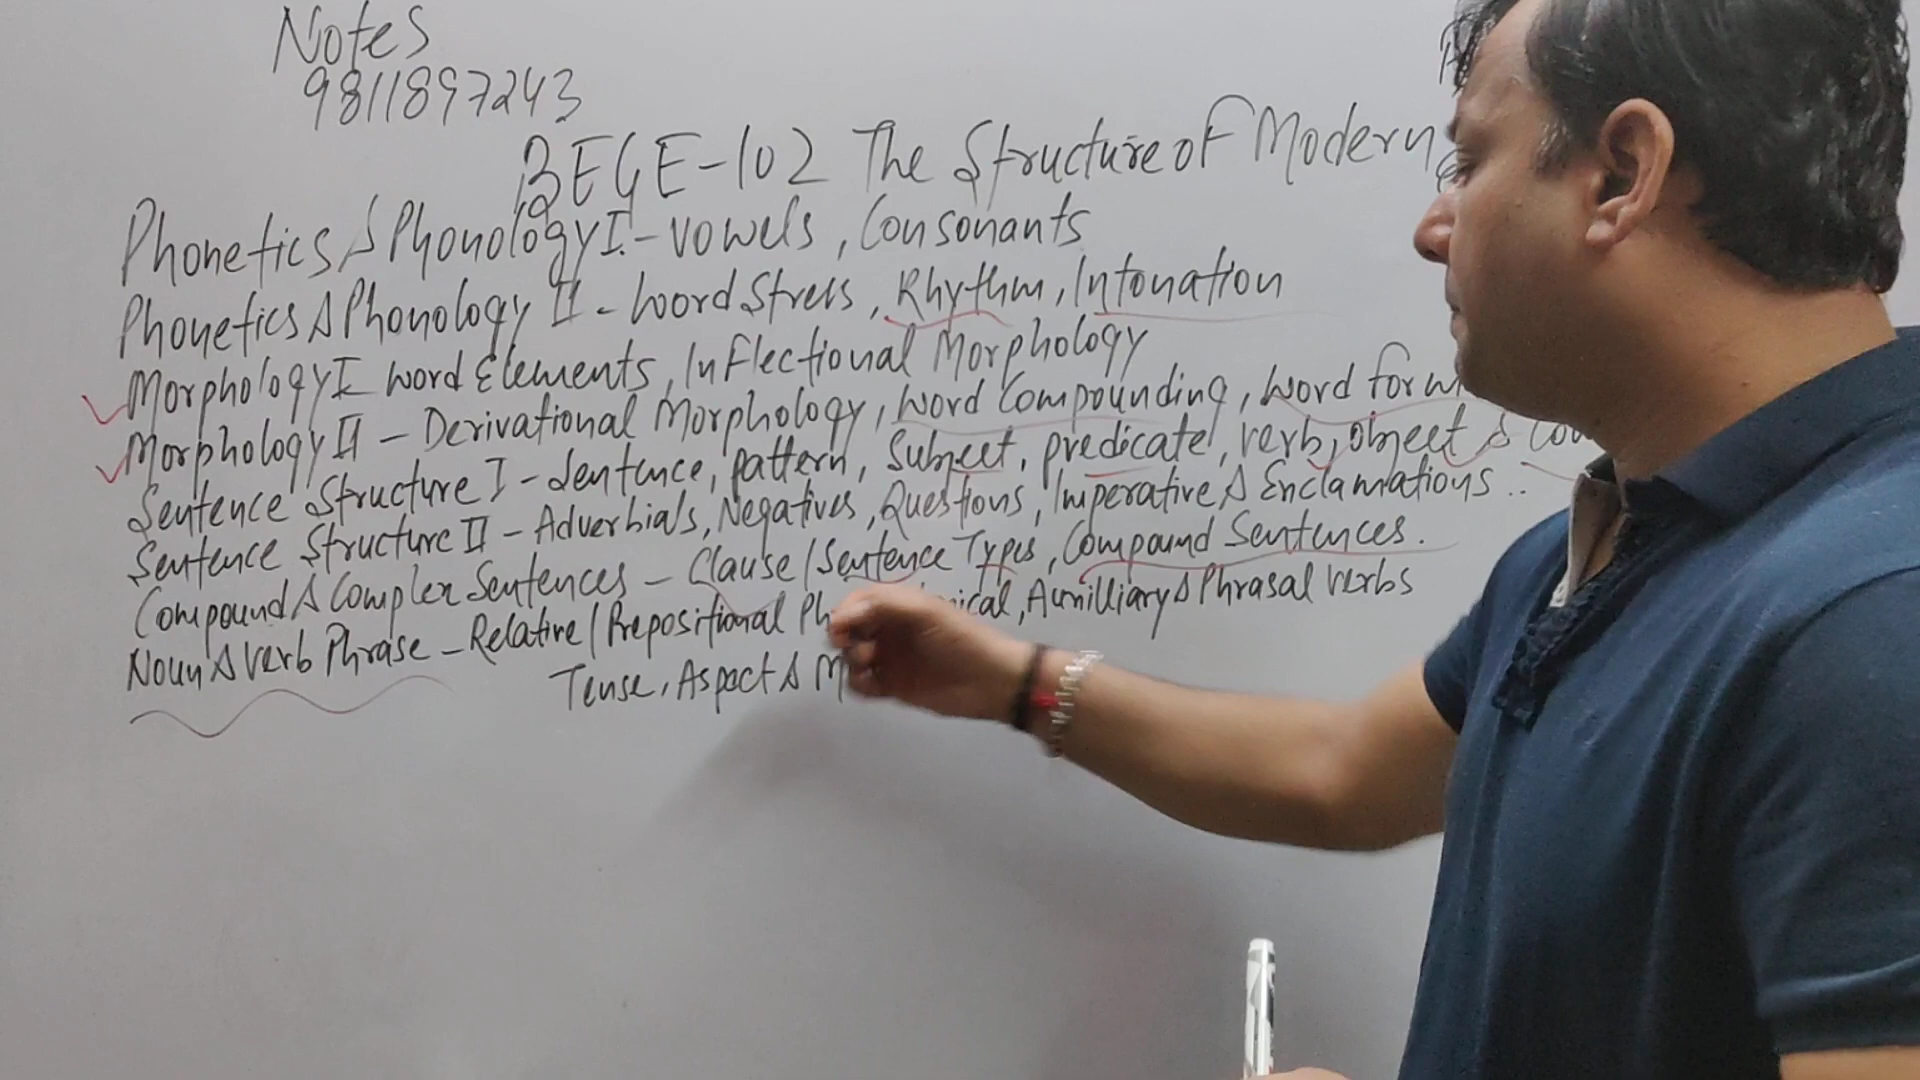 Notes
9811897243
BEGE-102 The Structure of Modern
Phonetics & Phonology I - Vowels, Consonants
Phonetics & Phonology II - Word Stress, Rhythm, Intonation
Morphology I Word Elements, Inflectional Morphology
Morphology II - Derivational Morphology, Word Compounding, Word
Sentence Structure I - Sentence, pattern, Subject, predicate, verb, object &
Sentence Structure II - Adverbials, Negatives, Questions, Imperative & Enclamations..
Compound & Complex Sentences - Clause/Sentence Types, Compound Sentences.
Noun & Verb Phrase - Relative/Prepositional Auxilliary & Phrasal Verbs
Tense, Aspect &